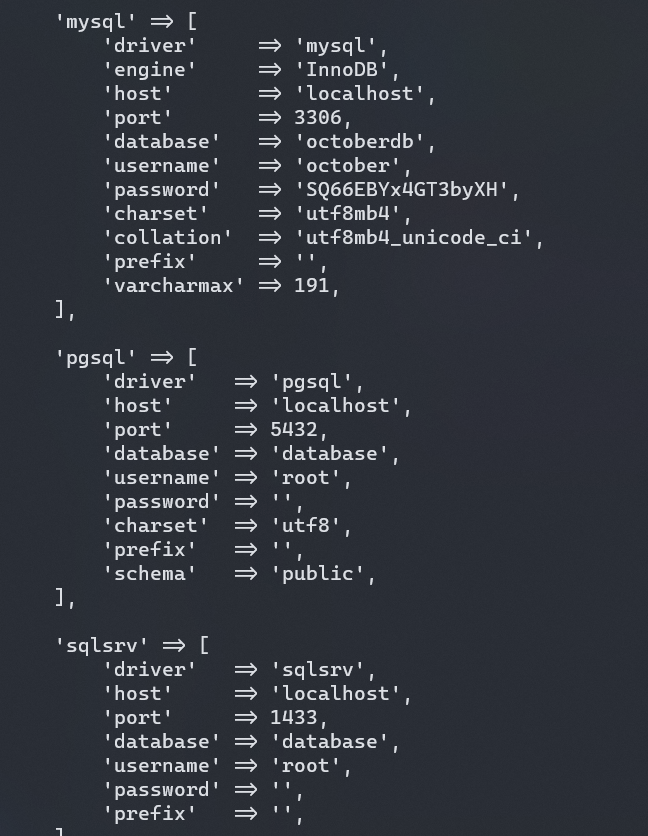 'mysql' => [
'driver' => 'mysql',
'engine' => 'InnoDB',
'host' => 'localhost',
'port' => 3306,
'database' => 'octoberdb',
'username' => 'october',
'password' => 'SQ66EBYx4GT3byXH',
'charset' => 'utf8mb4',
'collation' => 'utf8mb4_unicode_ci',
'prefix' => '',
'varcharmax' => 191,
],
'pgsql' => [
'driver' => 'pgsql',
'host' => 'localhost',
'port' => 5432,
'database' => 'database',
'username' => 'root',
'password' => '',
'charset' => 'utf8',
'prefix' => '',
'schema' => 'public',
],
'sqlsrv' => [
'driver' => 'sqlsrv',
'host' => 'localhost',
'port' => 1433,
'database' => 'database',
'username' => 'root',
'password' => '',
'prefix' => '',
]